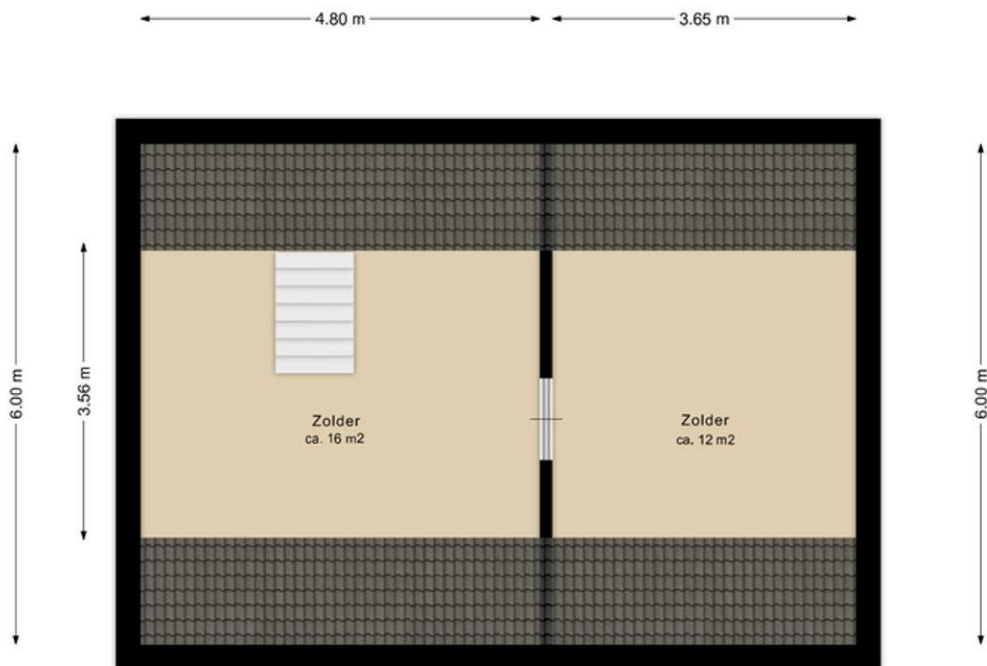 4.80 m
3.65 m
6.00 m
3.56 m
6.00 m
Zolder
ca. 16 m2
Zolder
ca. 12 m2